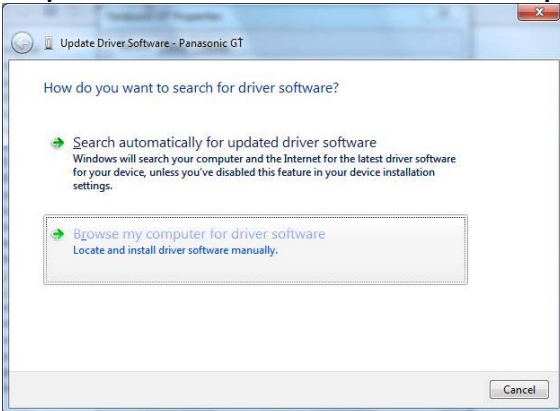 Update Driver Software - Panasonic GT
How do you want to search for driver software?
Search automatically for updated driver software
Windows will search your computer and the Internet for the latest driver software
for your device, unless you've disabled this feature in your device installation
settings.
Browse my computer for driver software
Locate and install driver software manually.
Cancel